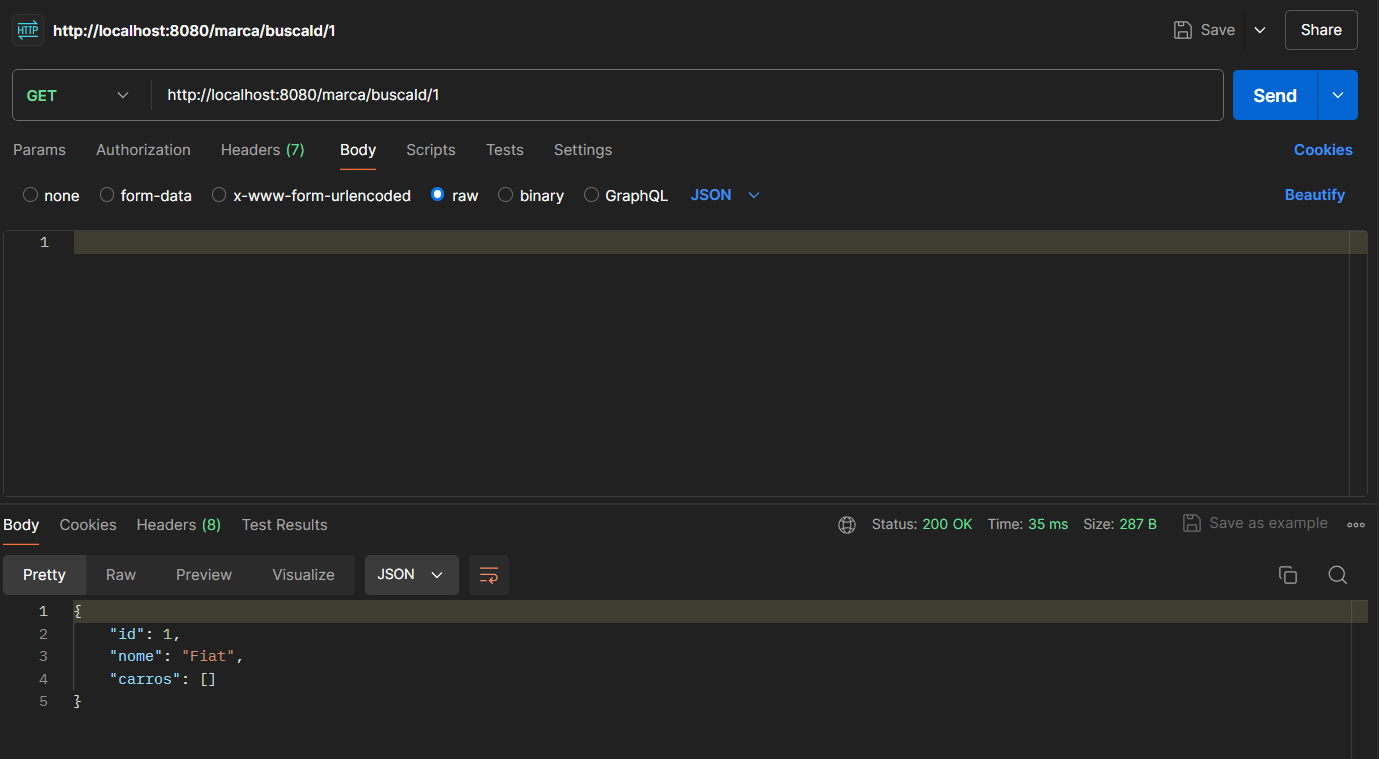 HTTP http://localhost:8080/marca/buscaId/1 Save Share
GET http://localhost:8080/marca/buscaId/1 Send
Params Authorization Headers (7) Body Scripts Tests Settings Cookies
none form-data x-www-form-urlencoded raw binary GraphQL JSON Beautify
1
Body Cookies Headers (8) Test Results Status: 200 OK Time: 35 ms Size: 287 B Save as example
Pretty Raw Preview Visualize JSON
1 {
2 "id": 1,
3 "nome": "Fiat",
4 "carros": []
5 }